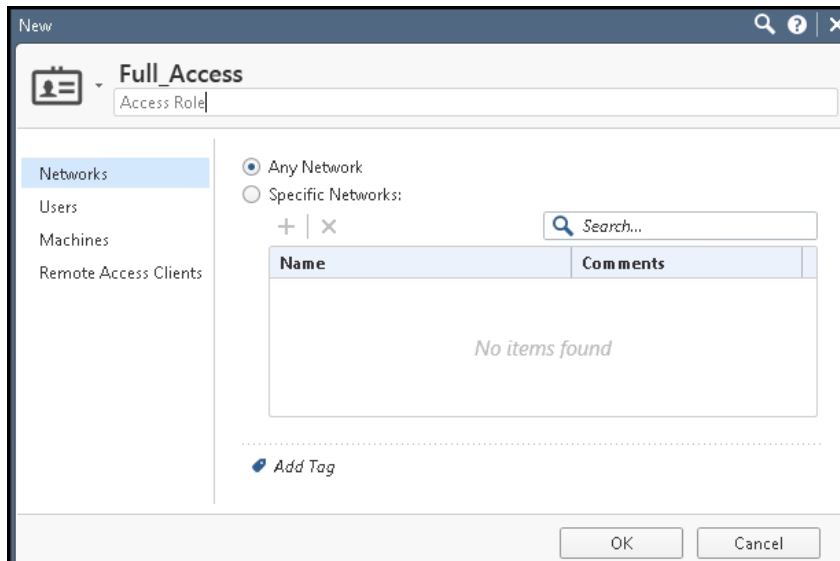 New
Full_Access
Access Role
Networks
Users
Machines
Remote Access Clients
Any Network
Specific Networks:
Search...
Name Comments
No items found
Add Tag
OK Cancel